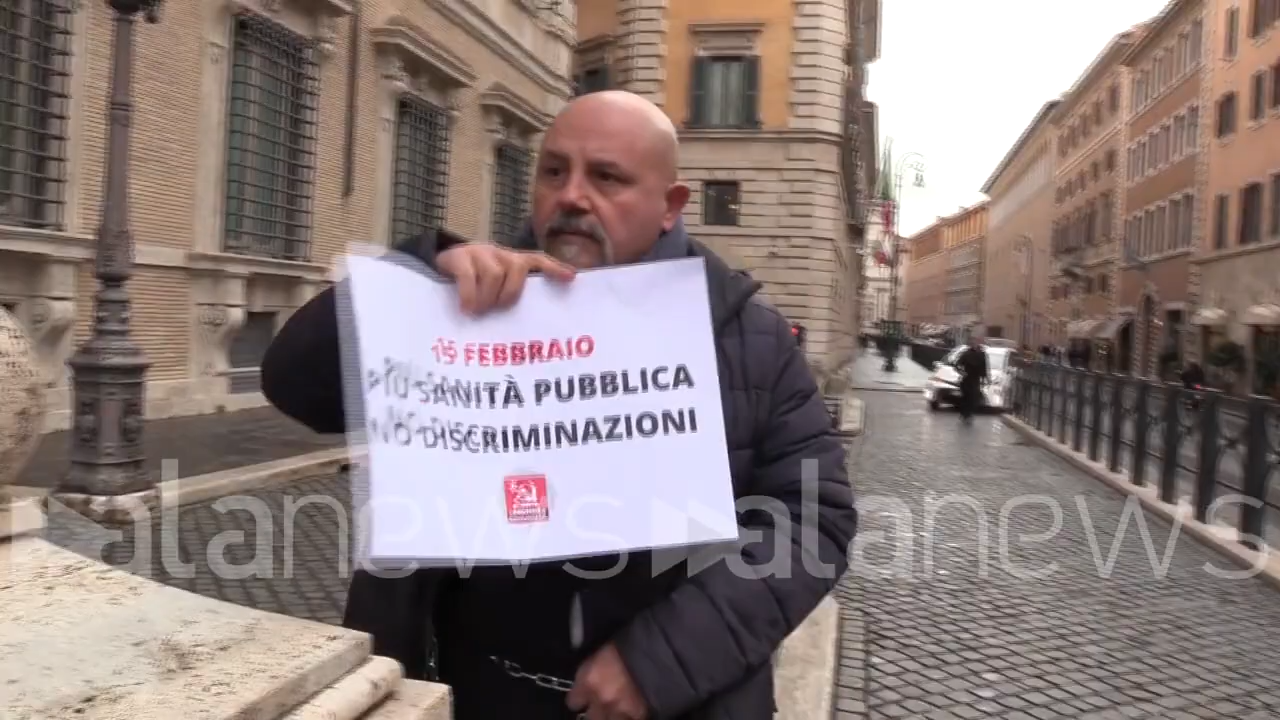 15 FEBBRAIO
PIÙ SANITÀ PUBBLICA
NO DISCRIMINAZIONI
alanews alanews